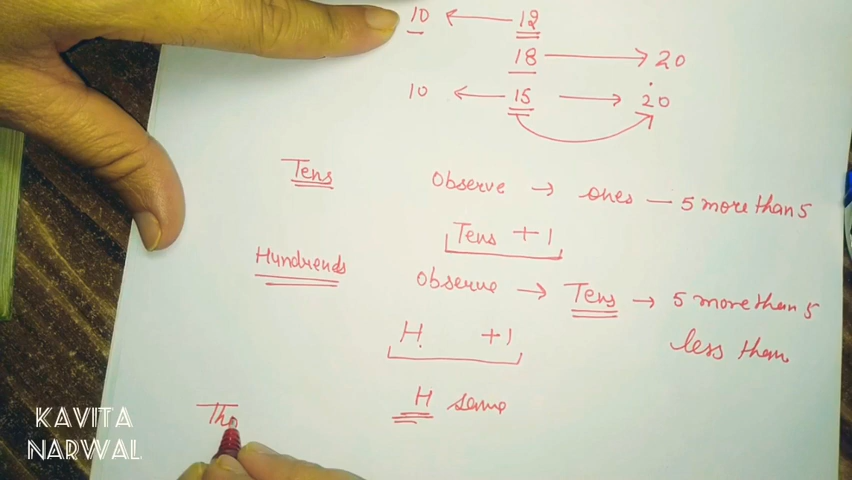 10 ← 12
18 → 20
10 ← 15 → 20
Tens Observe → ones — 5 more than 5
Tens + 1
Hundrends
Observe → Tens → 5 more than 5
H +1 less than
H same
Tho
KAVITA
NARWAL